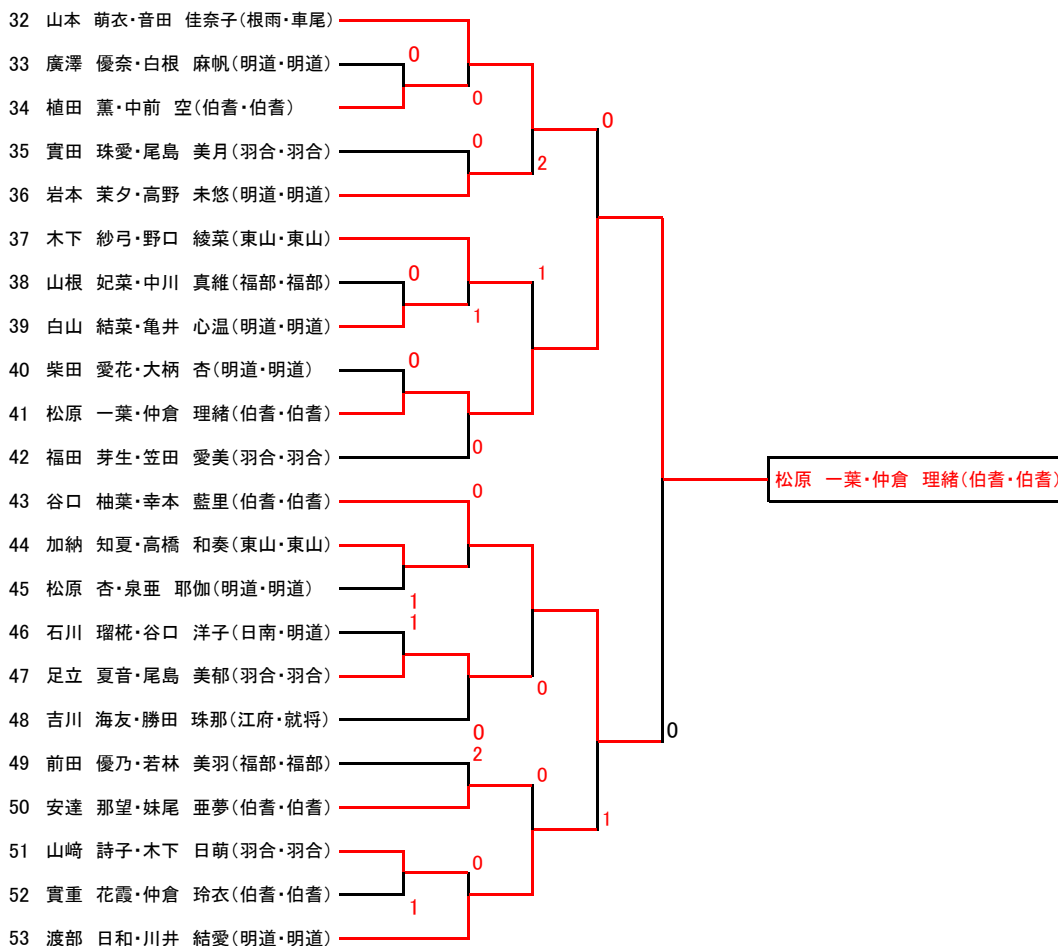 32 山本 萌衣・音田 佳奈子(根雨・車尾)
0
33 廣澤 優奈・白根 麻帆(明道・明道)
0
34 植田 薫・中前 空(伯耆・伯耆)
0
0
35 實田 珠愛・尾島 美月(羽合・羽合)
2
36 岩本 茉夕・高野 未悠(明道・明道)
37 木下 紗弓・野口 綾菜(東山・東山)
0
1
38 山根 妃菜・中川 真維(福部・福部)
1
39 白山 結菜・亀井 心温(明道・明道)
0
40 柴田 愛花・大柄 杏(明道・明道)
41 松原 一葉・仲倉 理緒(伯耆・伯耆)
0
42 福田 芽生・笠田 愛美(羽合・羽合)
松原 一葉・仲倉 理緒(伯耆・伯耆)
0
43 谷口 柚葉・幸本 藍里(伯耆・伯耆)
44 加納 知夏・高橋 和奏(東山・東山)
45 松原 杏・泉亜 耶伽(明道・明道)
1
1
46 石川 瑠椛・谷口 洋子(日南・明道)
47 足立 夏音・尾島 美郁(羽合・羽合)
0
48 吉川 海友・勝田 珠那(江府・就将)
0
0
2
49 前田 優乃・若林 美羽(福部・福部)
0
50 安達 那望・妹尾 亜夢(伯耆・伯耆)
1
51 山﨑 詩子・木下 日萌(羽合・羽合)
0
52 實重 花霞・仲倉 玲衣(伯耆・伯耆)
1
53 渡部 日和・川井 結愛(明道・明道)